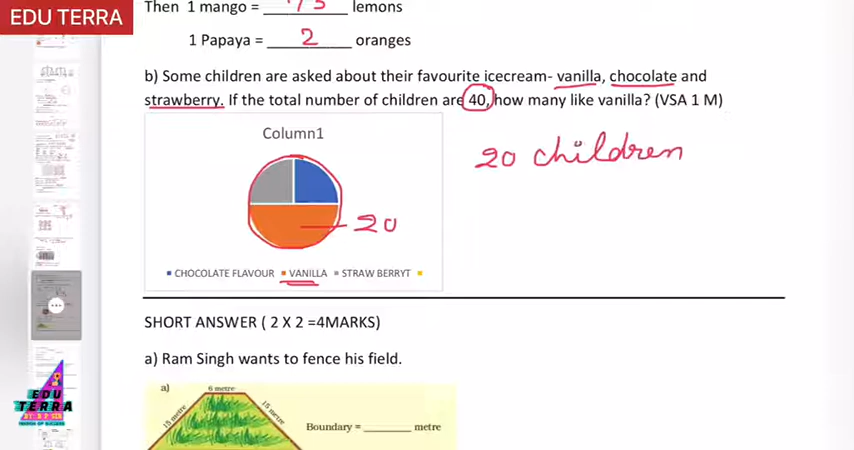 EDU TERRA
Then 1 mango = lemons
1 Papaya = 2 oranges
b) Some children are asked about their favourite icecream- vanilla, chocolate and
strawberry. If the total number of children are 40, how many like vanilla? (VSA 1 M)
Column1
20 children
20
CHOCOLATE FLAVOUR VANILLA STRAW BERRYT
SHORT ANSWER ( 2 X 2 =4MARKS)
a) Ram Singh wants to fence his field.
a)
6 metre
15 metre
15 metre
Boundary = ________ metre
EDU
TERRA